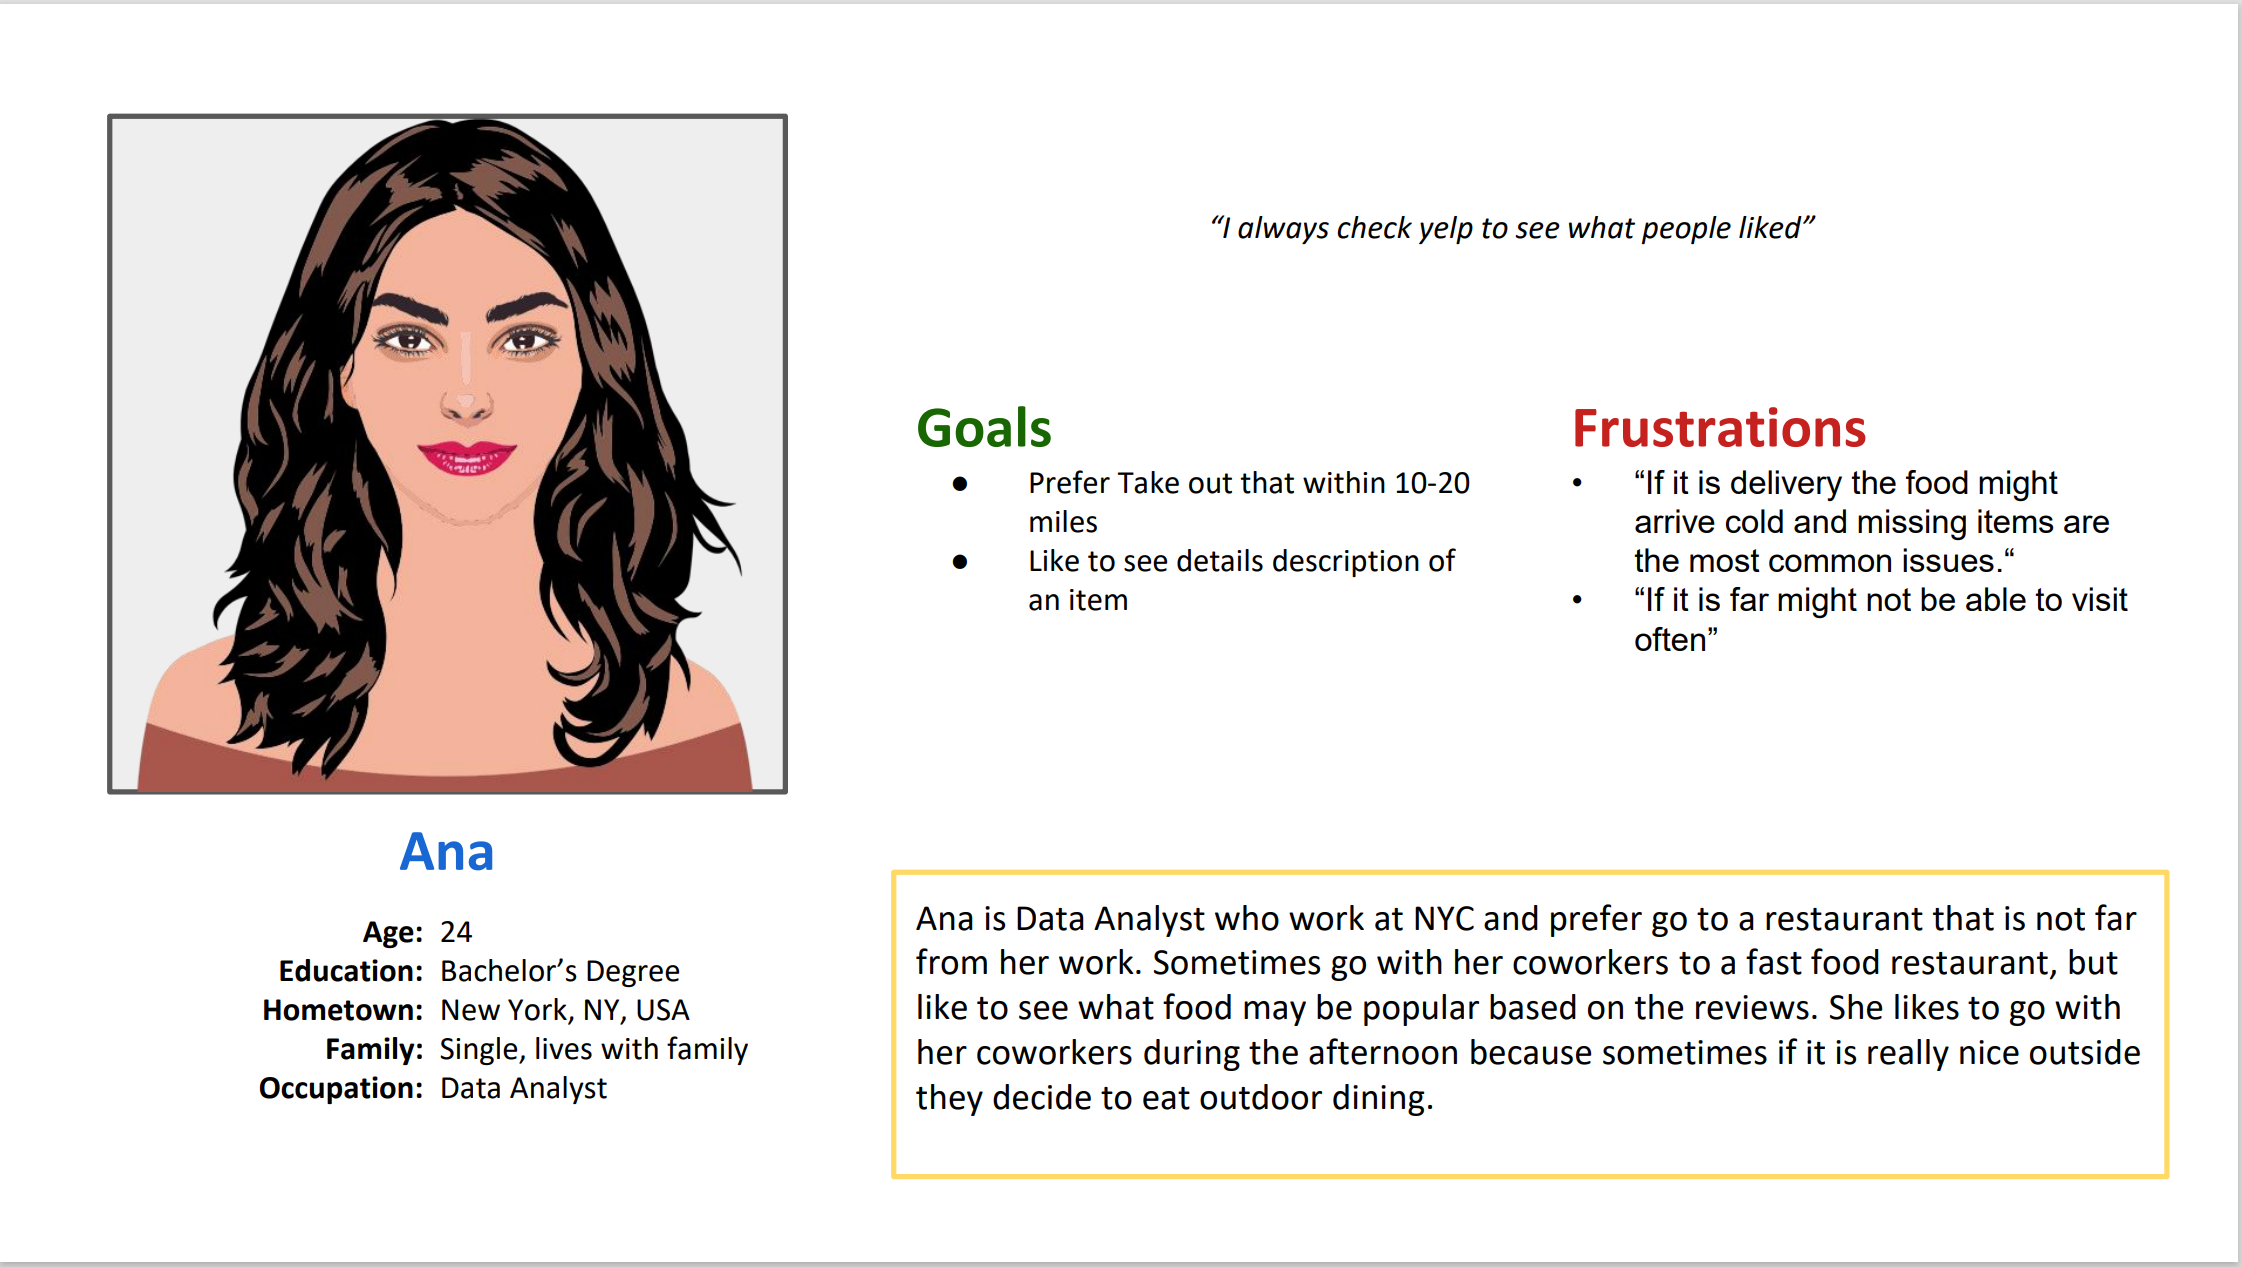 “I always check yelp to see what people liked”
Goals
● Prefer Take out that within 10-20
miles
● Like to see details description of
an item
Frustrations
• “If it is delivery the food might
arrive cold and missing items are
the most common issues.“
• “If it is far might not be able to visit
often”
Ana
Age: 24
Education: Bachelor’s Degree
Hometown: New York, NY, USA
Family: Single, lives with family
Occupation: Data Analyst
Ana is Data Analyst who work at NYC and prefer go to a restaurant that is not far
from her work. Sometimes go with her coworkers to a fast food restaurant, but
like to see what food may be popular based on the reviews. She likes to go with
her coworkers during the afternoon because sometimes if it is really nice outside
they decide to eat outdoor dining.